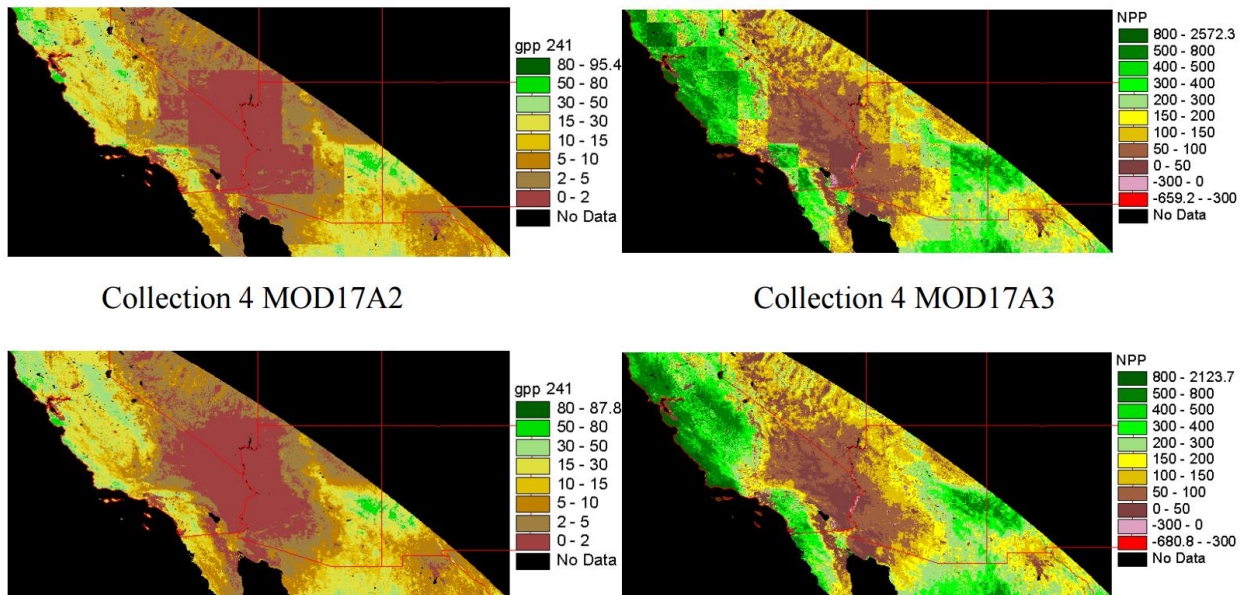 gpp 241
80 - 95.4
50 - 80
30 - 50
15 - 30
10 - 15
5 - 10
2 - 5
0 - 2
No Data
NPP
800 - 2572.3
500 - 800
400 - 500
300 - 400
200 - 300
150 - 200
100 - 150
50 - 100
0 - 50
-300 - 0
-659.2 - -300
No Data
Collection 4 MOD17A2
Collection 4 MOD17A3
gpp 241
80 - 87.8
50 - 80
30 - 50
15 - 30
10 - 15
5 - 10
2 - 5
0 - 2
No Data
NPP
800 - 2123.7
500 - 800
400 - 500
300 - 400
200 - 300
150 - 200
100 - 150
50 - 100
0 - 50
-300 - 0
-680.8 - -300
No Data